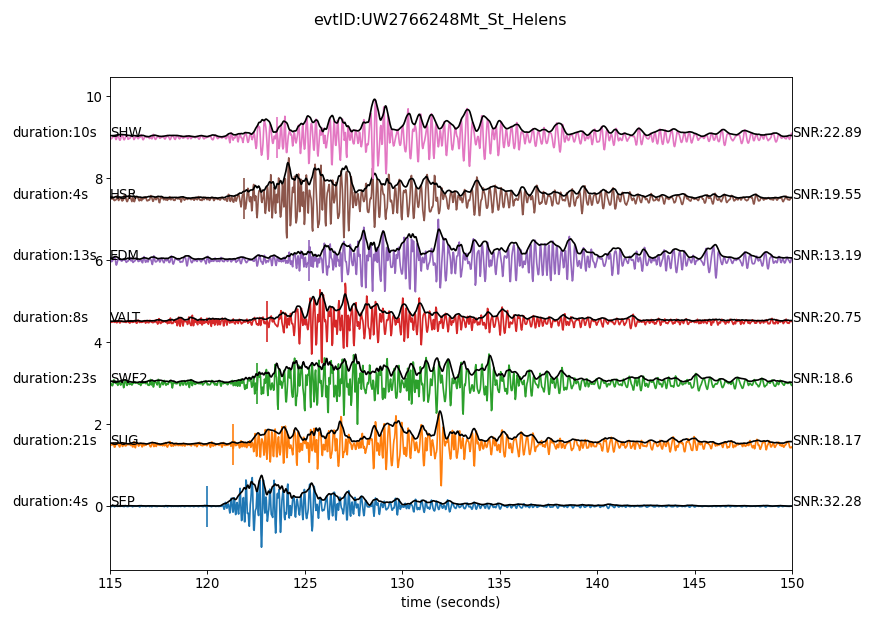 evtID:UW2766248Mt_St_Helens
10
duration:10s SHW SNR:22.89
8
duration:4s HSR SNR:19.55
duration:13s EDM SNR:13.19
6
duration:8s VALT SNR:20.75
4
duration:23s SWF2 SNR:18.6
2
duration:21s SUG SNR:18.17
duration:4s SEP SNR:32.28
0
115 120 125 130 135 140 145 150
time (seconds)